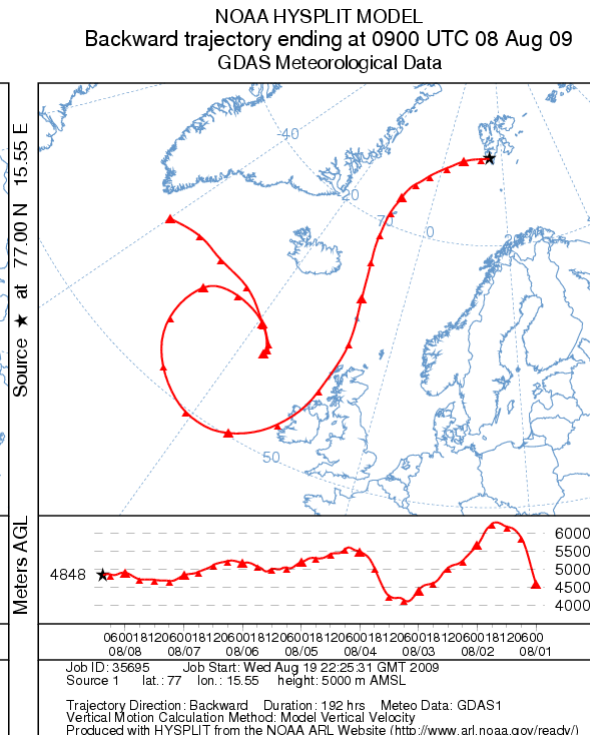 NOAA HYSPLIT MODEL
Backward trajectory ending at 0900 UTC 08 Aug 09
GDAS Meteorological Data
Source ★ at 77.00 N 15.55 E
-40
-20
-70
0
20
50
Meters AGL
4848
6000
5500
5000
4500
4000
06001812060018120600181206001812060018120600181206001812060018120600
08/08 08/07 08/06 08/05 08/04 08/03 08/02 08/01
Job ID: 35695 Job Start: Wed Aug 19 22:25:31 GMT 2009
Source 1 lat.: 77 lon.: 15.55 height: 5000 m AMSL
Trajectory Direction: Backward Duration: 192 hrs Meteo Data: GDAS1
Vertical Motion Calculation Method: Model Vertical Velocity
Produced with HYSPLIT from the NOAA ARL Website (http://www.arl.noaa.gov/ready/)